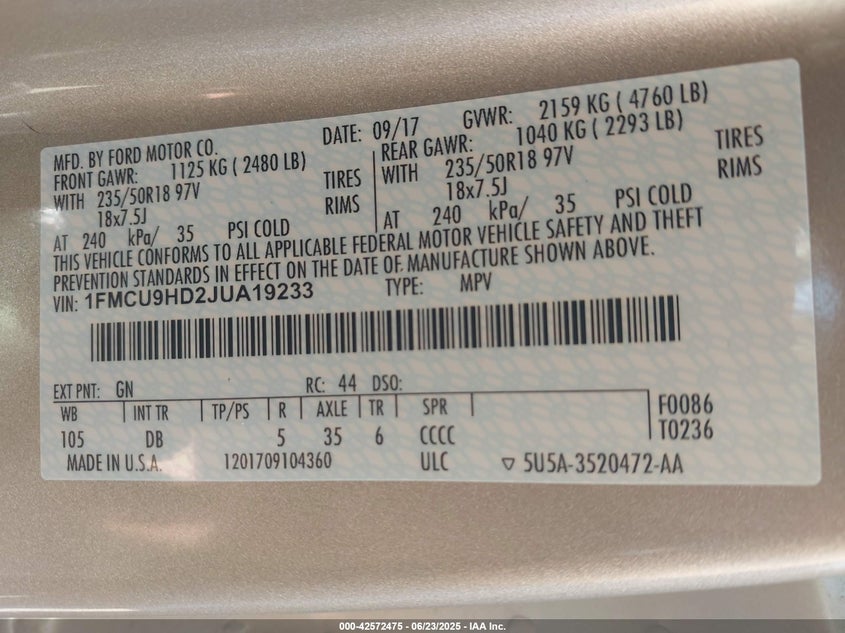 MFD. BY FORD MOTOR CO. DATE: 09/17 GVWR: 2159 KG ( 4760 LB)
FRONT GAWR: 1125 KG ( 2480 LB) REAR GAWR: 1040 KG ( 2293 LB)
WITH 235/50R18 97V TIRES WITH 235/50R18 97V TIRES
18x7.5J RIMS 18x7.5J RIMS
AT 240 kPa/ 35 PSI COLD AT 240 kPa/ 35 PSI COLD
THIS VEHICLE CONFORMS TO ALL APPLICABLE FEDERAL MOTOR VEHICLE SAFETY AND THEFT
PREVENTION STANDARDS IN EFFECT ON THE DATE OF MANUFACTURE SHOWN ABOVE.
VIN: 1FMCU9HD2JUA19233 TYPE: MPV
EXT PNT: GN RC: 44 DSO:
WB INT TR TP/PS R AXLE TR SPR F0086
105 DB 5 35 6 CCCC T0236
MADE IN U.S.A. 1201709104360 ULC ▽ 5U5A-3520472-AA
000-42572475 - 06/23/2025 - IAA Inc.